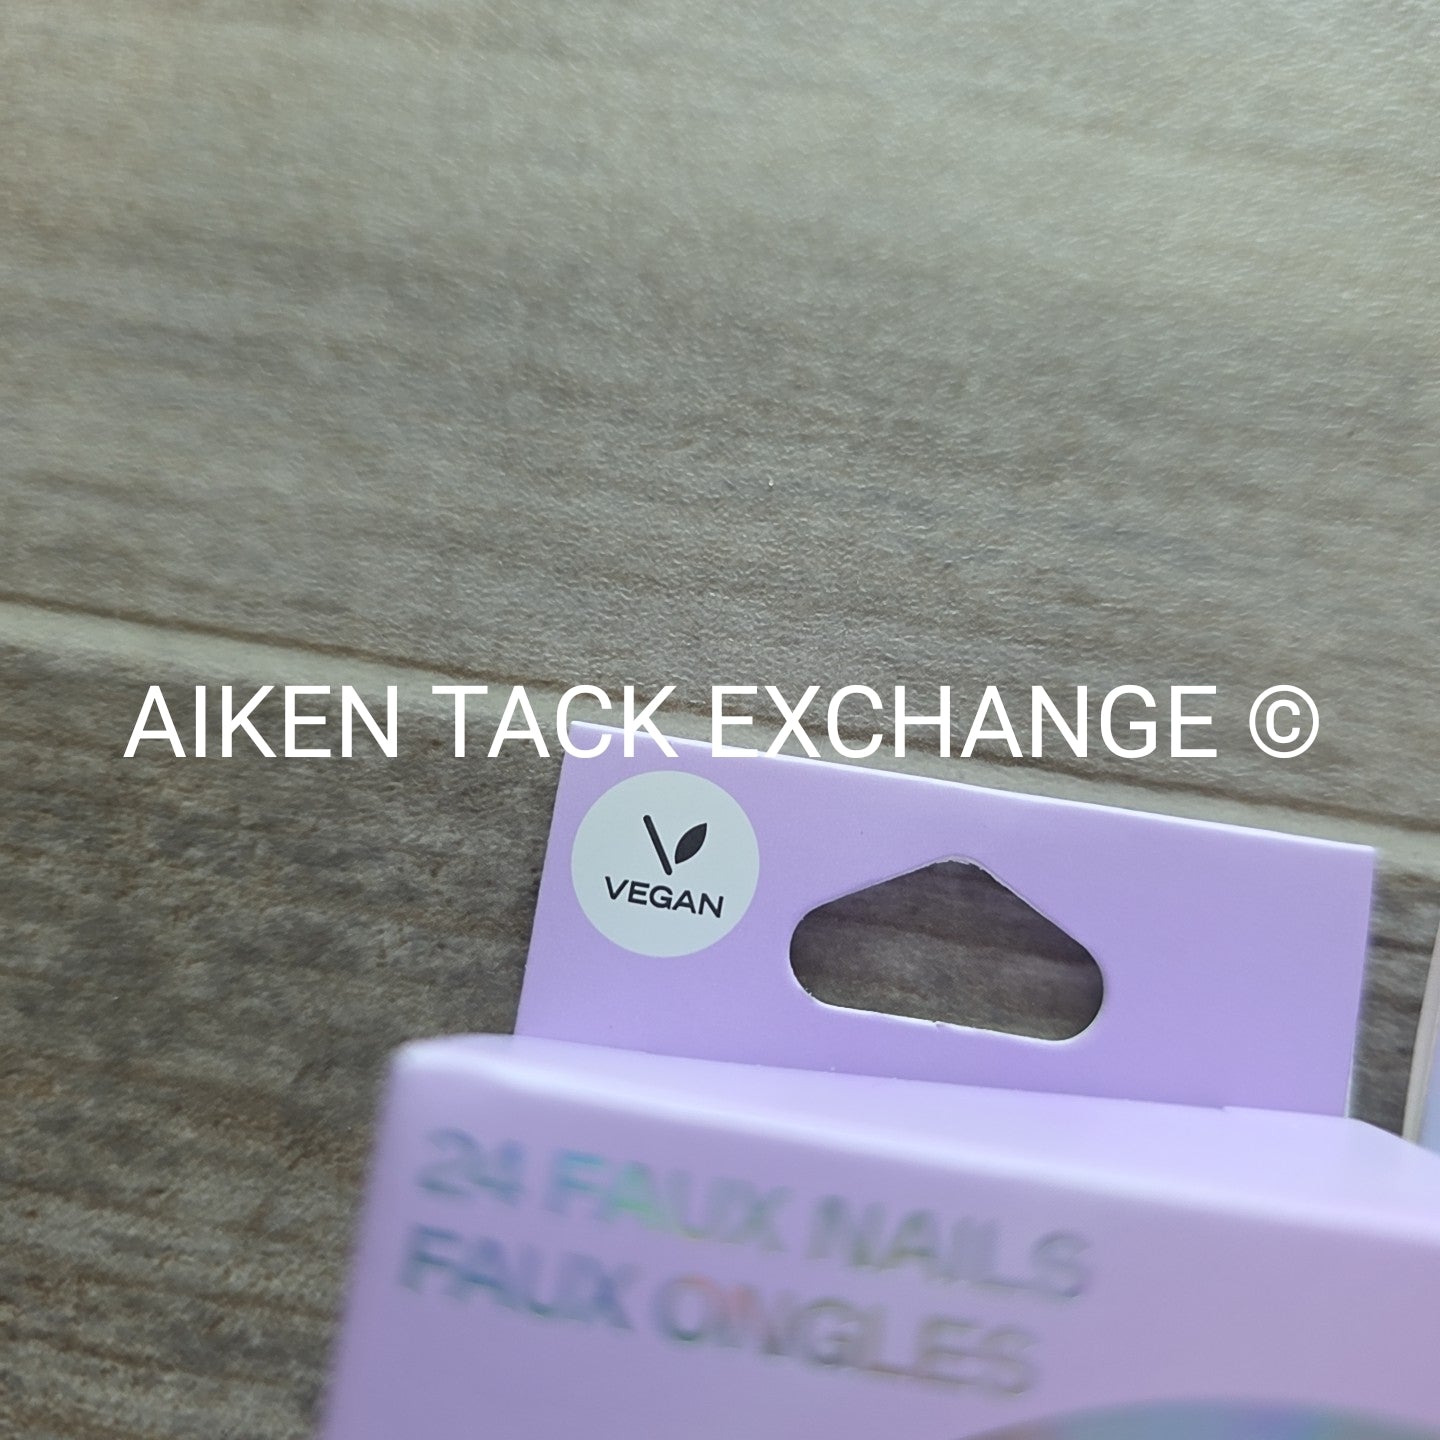 AIKEN TACK EXCHANGE ©
VEGAN
24 FAUX NAILS
FAUX ONGLES